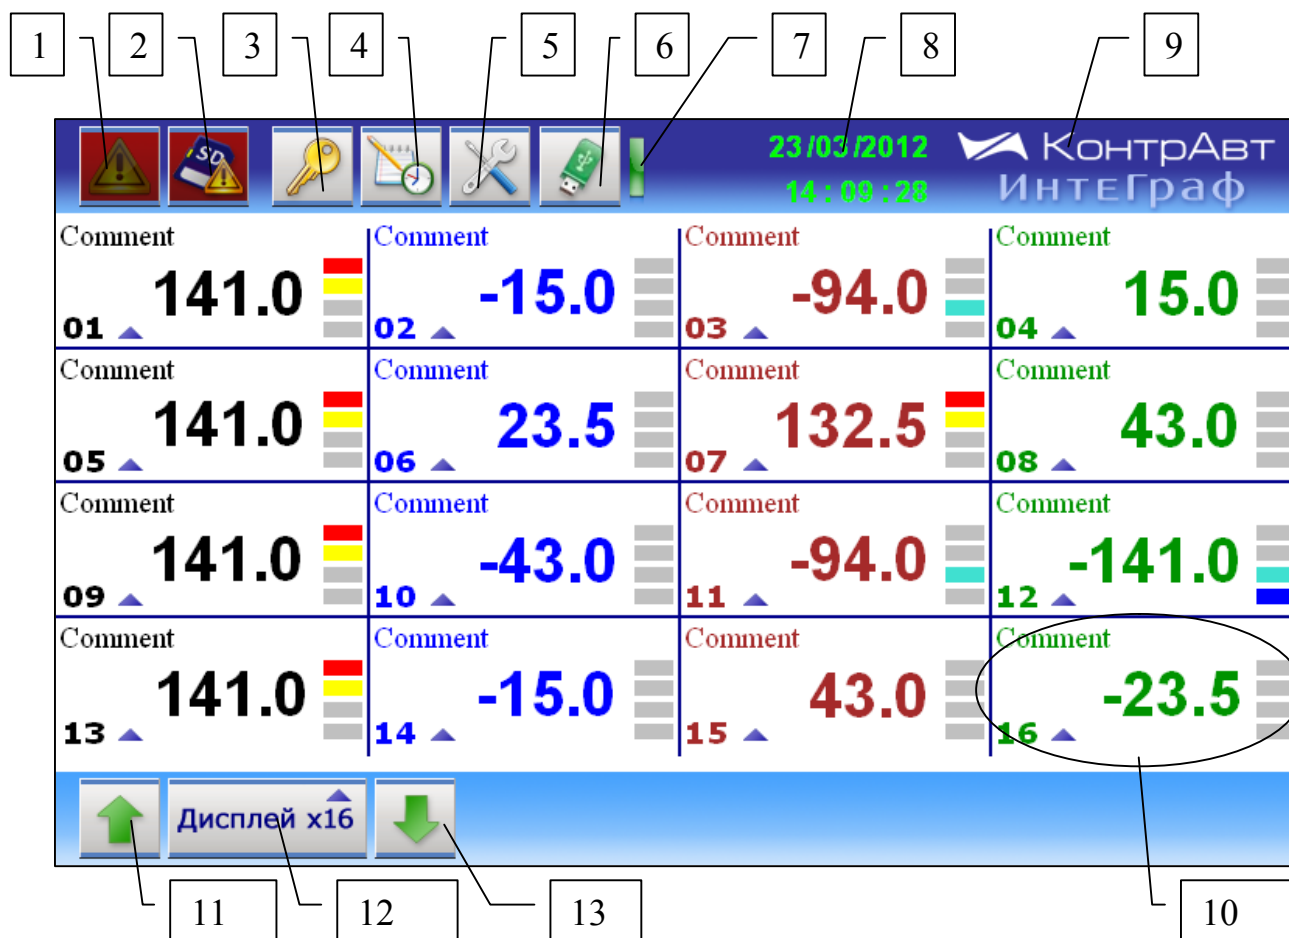 1 2 3 4 5 6 7 8 9
SD
23/03/2012
14:09:28
КонтрАвт
ИнтеГраф
Comment Comment Comment Comment
141.0 -15.0 -94.0 15.0
01 02 03 04
Comment Comment Comment Comment
141.0 23.5 132.5 43.0
05 06 07 08
Comment Comment Comment Comment
141.0 -43.0 -94.0 -141.0
09 10 11 12
Comment Comment Comment Comment
141.0 -15.0 43.0 -23.5
13 14 15 16
Дисплей x16
11 12 13 10